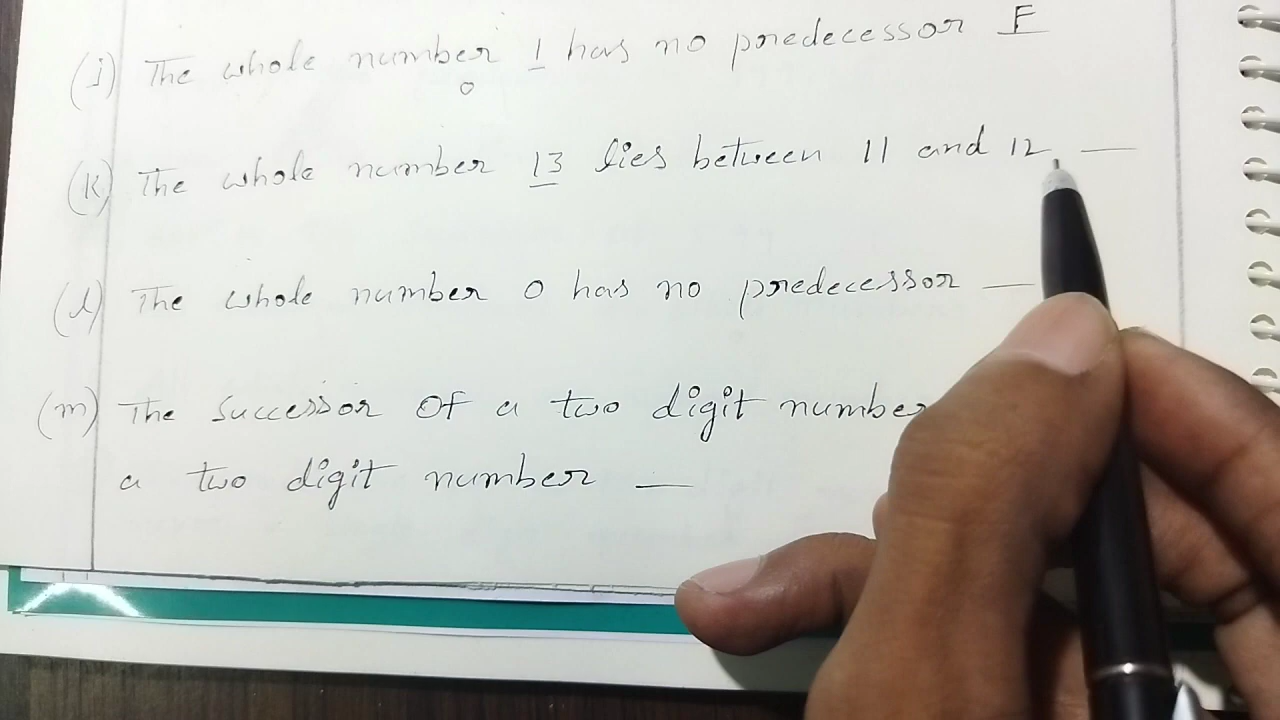 (j) The whole number 1 has no predecessor F
0
(k) The whole number 13 lies between 11 and 12
(l) The whole number 0 has no predecessor
(m) The successor of a two digit number
a two digit number